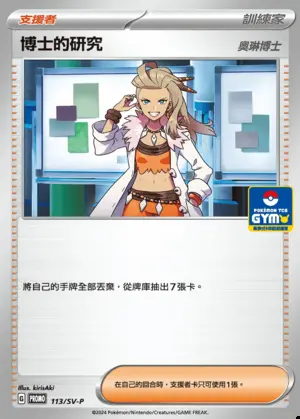 支援者
訓練家
博士的研究
奧琳博士
POKÉMON TCG
GYM
將自己的手牌全部丟棄，從牌庫抽出7張卡。
Illus. kirisAki
G PROMO 113/SV-P
在自己的回合時，支援者卡只可使用1張。
©2024 Pokémon/Nintendo/Creatures/GAME FREAK.